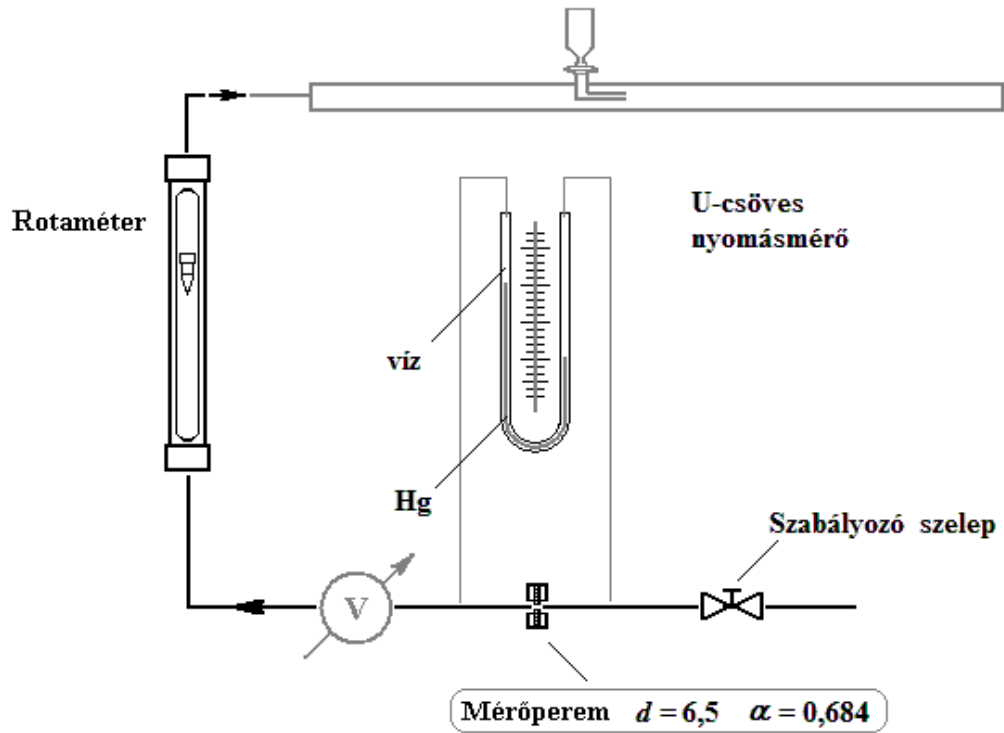 Rotaméter
U-csöves
nyomásmérő
víz
Hg
Szabályozó szelep
V
Mérőperem d = 6,5 α = 0,684